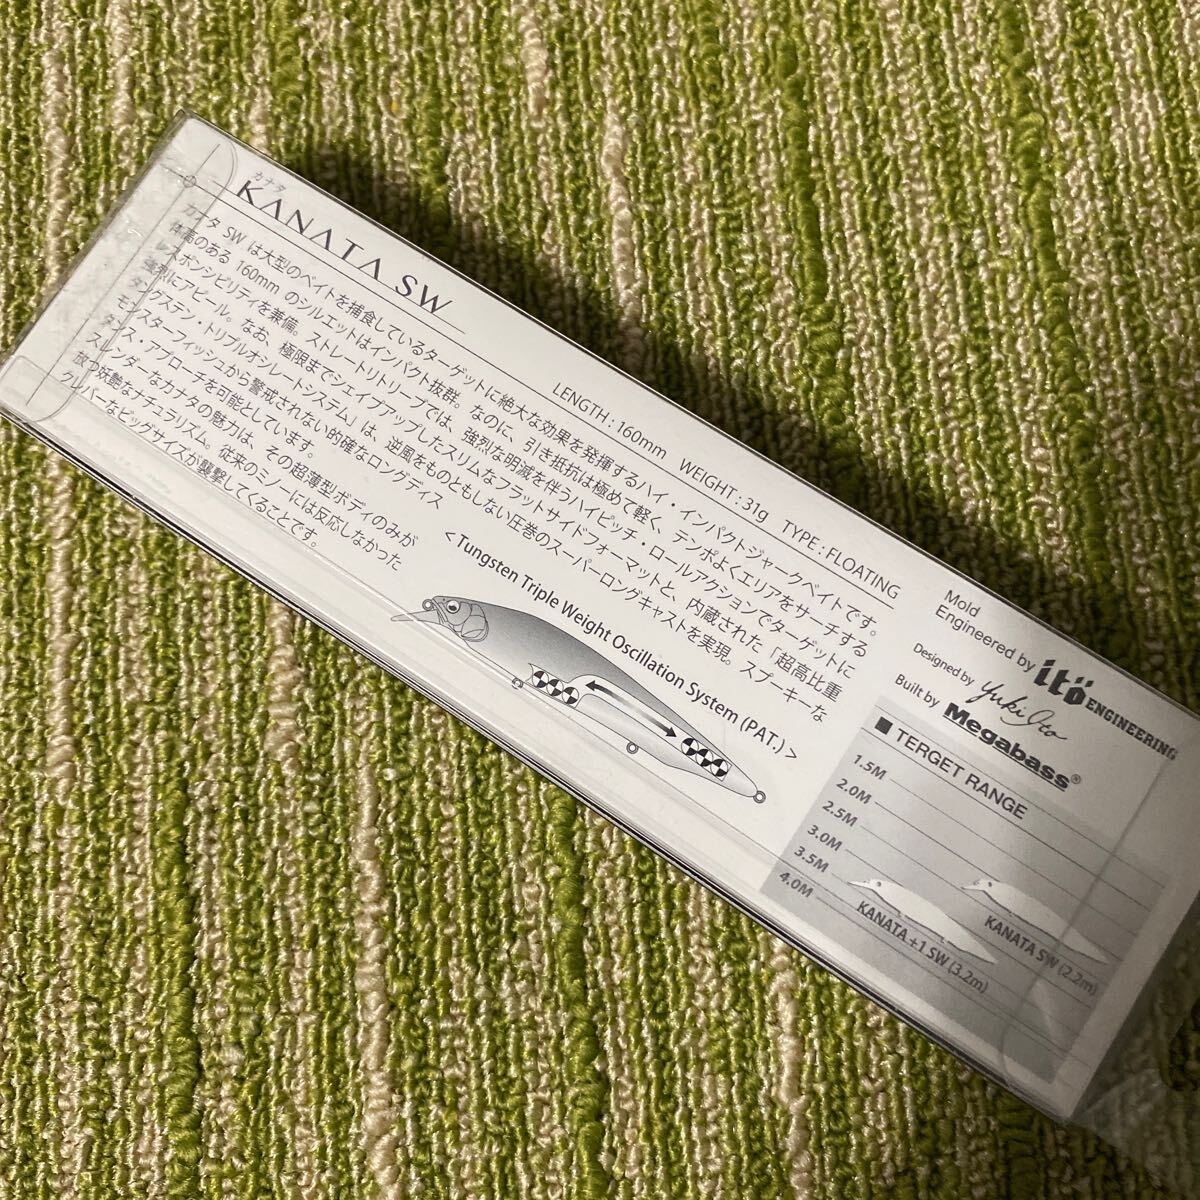 カナタ
KANATA SW
LENGTH : 160mm WEIGHT : 31g TYPE : FLOATING
カナタ SW は大型のベイトを捕食しているターゲットに絶大な効果を発揮するハイ・インパクトジャークベイトです。
体高のある 160mm のシルエットはインパクト抜群。なのに、引き抵抗は極めて軽く、テンポよくエリアをサーチする
レスポンシビリティを兼備。ストレートリトリーブでは、強烈な明滅を伴うハイピッチ・ロールアクションでターゲットに
強烈にアピール。なお、極限までシェイプアップしたスリムなフラットサイドフォーマットと、内蔵された「超高比重
タングステン・トリプルオシレートシステム」は、逆風をものともしない圧巻のスーパーロングキャストを実現。スプーキーな
モンスターフィッシュから警戒されない的確なロングディス
タンス・アプローチを可能としています。
スレンダーなカナタの魅力は、その超薄型ボディのみが
放つ妖艶なナチュラリズム。従来のミノーには反応しなかった
クレバーなビッグサイズが襲撃してくることです。
<Tungsten Triple Weight Oscillation System (PAT.)>
Mold
Engineered by itö ENGINEERING
Designed by Yuki Ito
Built by Megabass®
■ TERGET RANGE
1.5M
2.0M
2.5M
3.0M
3.5M
4.0M
KANATA SW (2.2m)
KANATA +1 SW (3.2m)